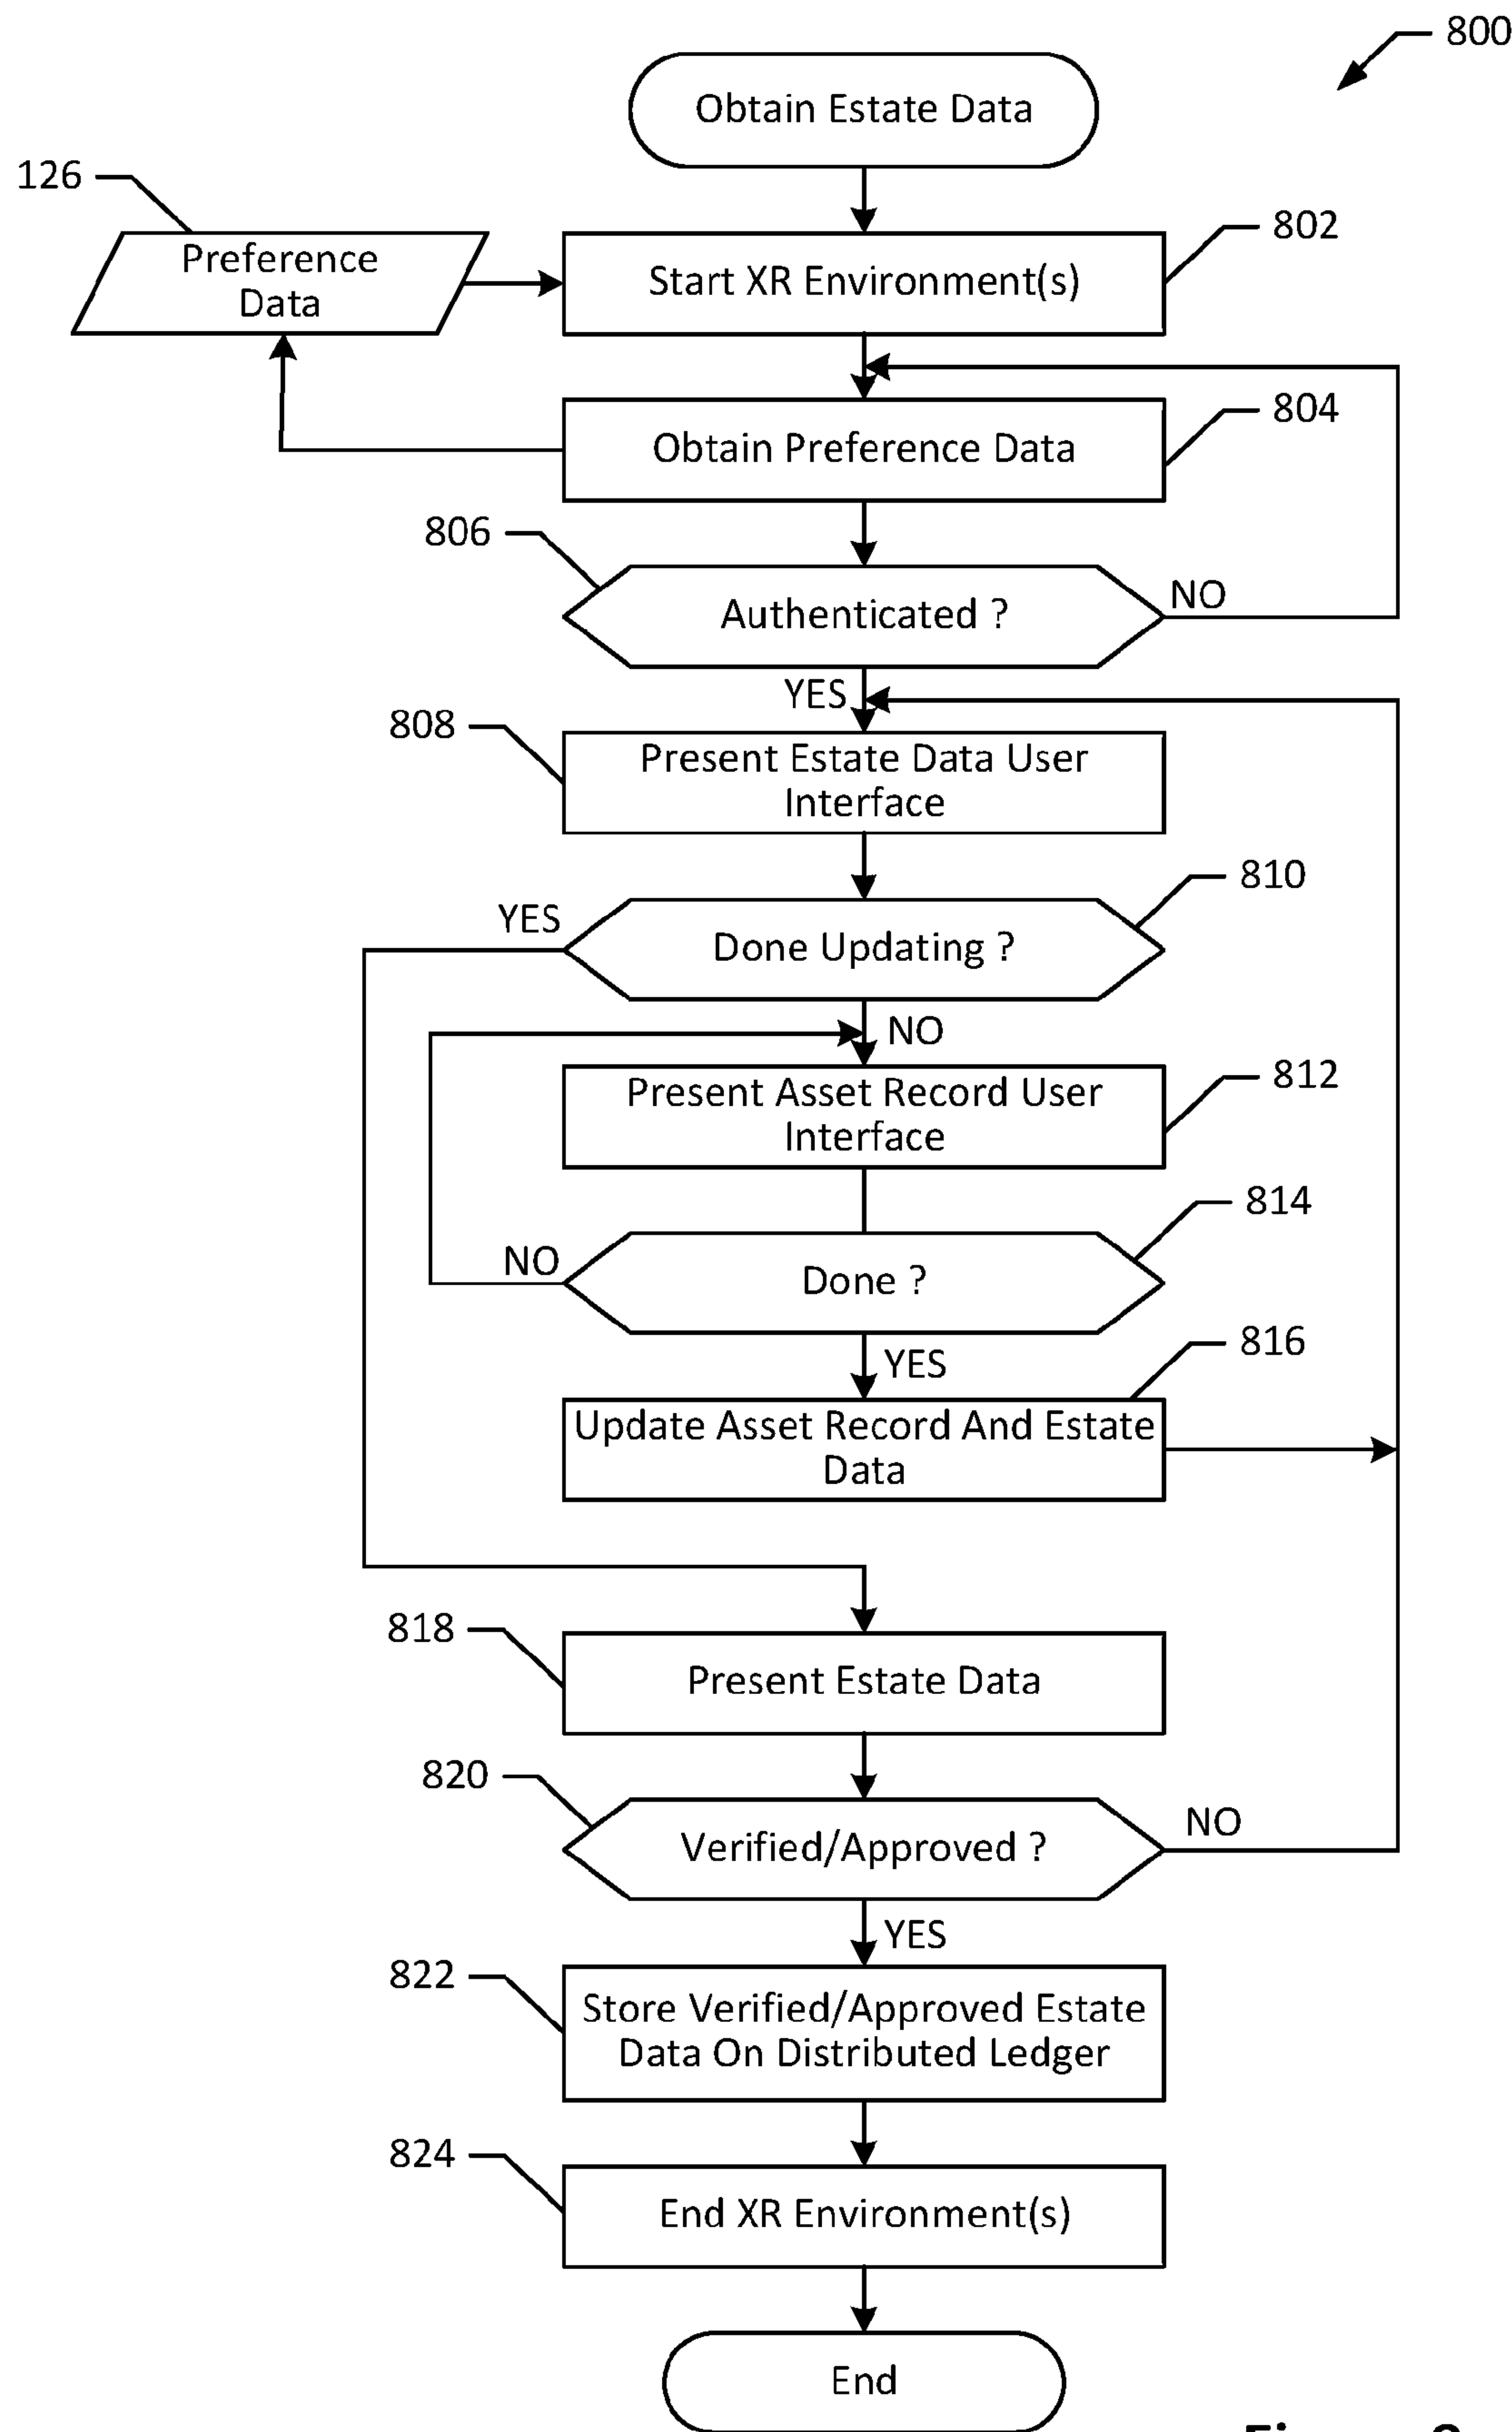 800
Obtain Estate Data
126
Preference
Data
802
Start XR Environment(s)
804
Obtain Preference Data
806
Authenticated ?
NO
YES
808
Present Estate Data User
Interface
810
YES
Done Updating ?
NO
812
Present Asset Record User
Interface
814
NO
Done ?
YES
816
Update Asset Record And Estate
Data
818
Present Estate Data
820
Verified/Approved ?
NO
YES
822
Store Verified/Approved Estate
Data On Distributed Ledger
824
End XR Environment(s)
End